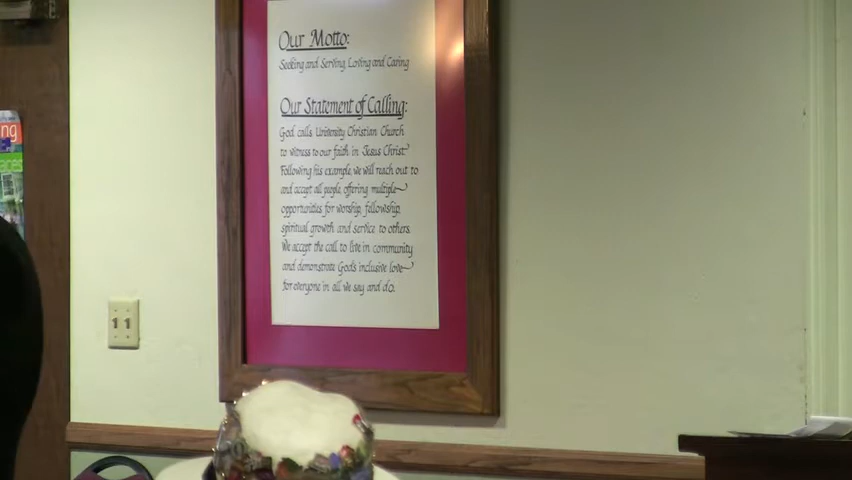 Our Motto:
Seeking and Serving, Loving and Caring
Our Statement of Calling:
God calls University Christian Church
to witness to our faith in Jesus Christ.
Following his example, we will reach out to
and accept all people, offering multiple
opportunities for worship, fellowship,
spiritual growth and service to others.
We accept the call to live in community
and demonstrate God's inclusive love
for everyone in all we say and do.
ng
aces